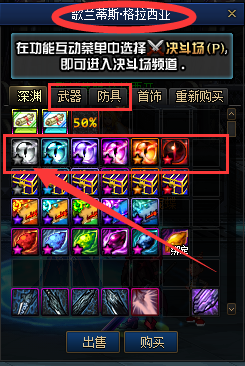 歌兰蒂斯·格拉西亚
在功能互动菜单中选择 决斗场(P),
即可进入决斗场频道。
深渊 武器 防具 首饰 重新购买
50%
绑定
出售 购买